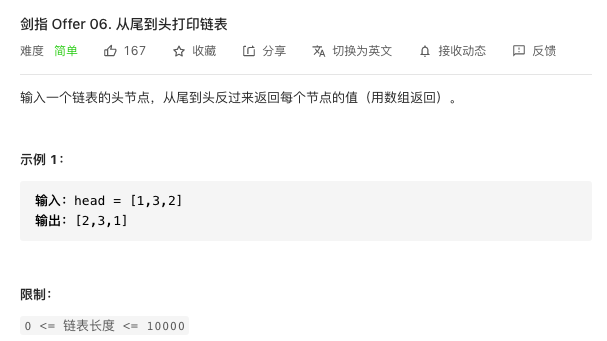 剑指 Offer 06. 从尾到头打印链表
难度 简单 167 收藏 分享 切换为英文 接收动态 反馈
输入一个链表的头节点，从尾到头反过来返回每个节点的值（用数组返回）。
示例 1：
输入：head = [1,3,2]
输出：[2,3,1]
限制：
0 <= 链表长度 <= 10000